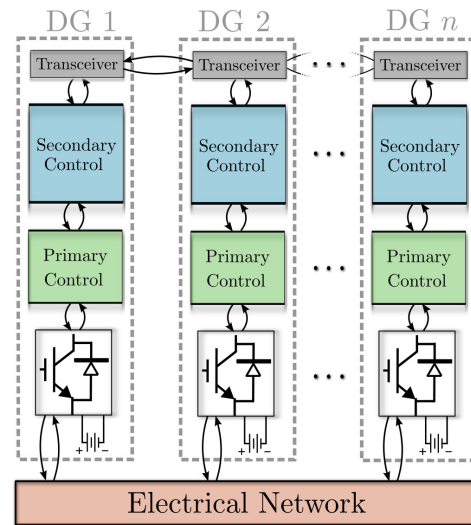 DG 1
DG 2
DG n
Transceiver
Transceiver
Transceiver
Secondary
Control
Secondary
Control
Secondary
Control
Primary
Control
Primary
Control
Primary
Control
+ −
+ −
+ −
Electrical Network